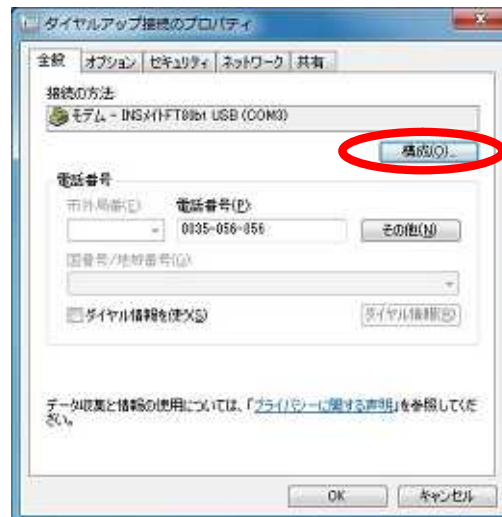 ダイヤルアップ接続のプロパティ
全般 オプション セキュリティ ネットワーク 共有
接続の方法
モデム - INSﾒｲﾄFT80bt USB (COM3)
構成(O)...
電話番号
市外局番(E) 電話番号(P)
0035-056-856 その他(N)
国番号/地域番号(G)
ダイヤル情報を使う(S) ダイヤル情報(R)
データ収集と情報の使用については、「プライバシーに関する声明」を参照してくだ
さい。
OK キャンセル